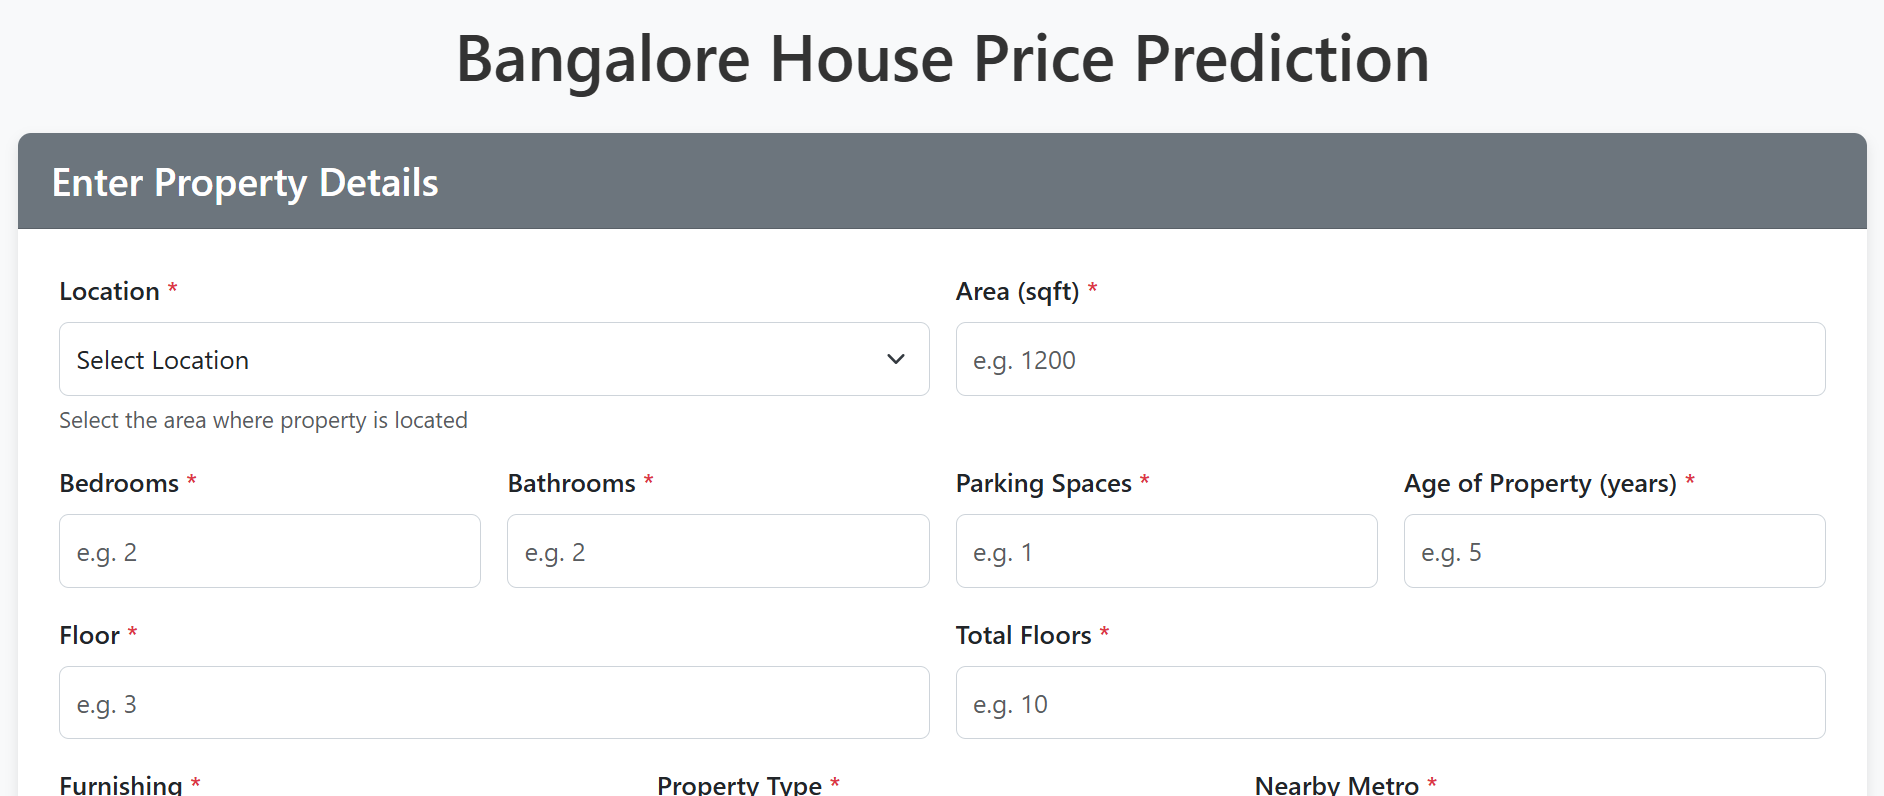 Bangalore House Price Prediction
Enter Property Details
Location *
Area (sqft) *
Select Location
e.g. 1200
Select the area where property is located
Bedrooms *
Bathrooms *
Parking Spaces *
Age of Property (years) *
e.g. 2
e.g. 2
e.g. 1
e.g. 5
Floor *
Total Floors *
e.g. 3
e.g. 10
Furnishing *
Property Type *
Nearby Metro *